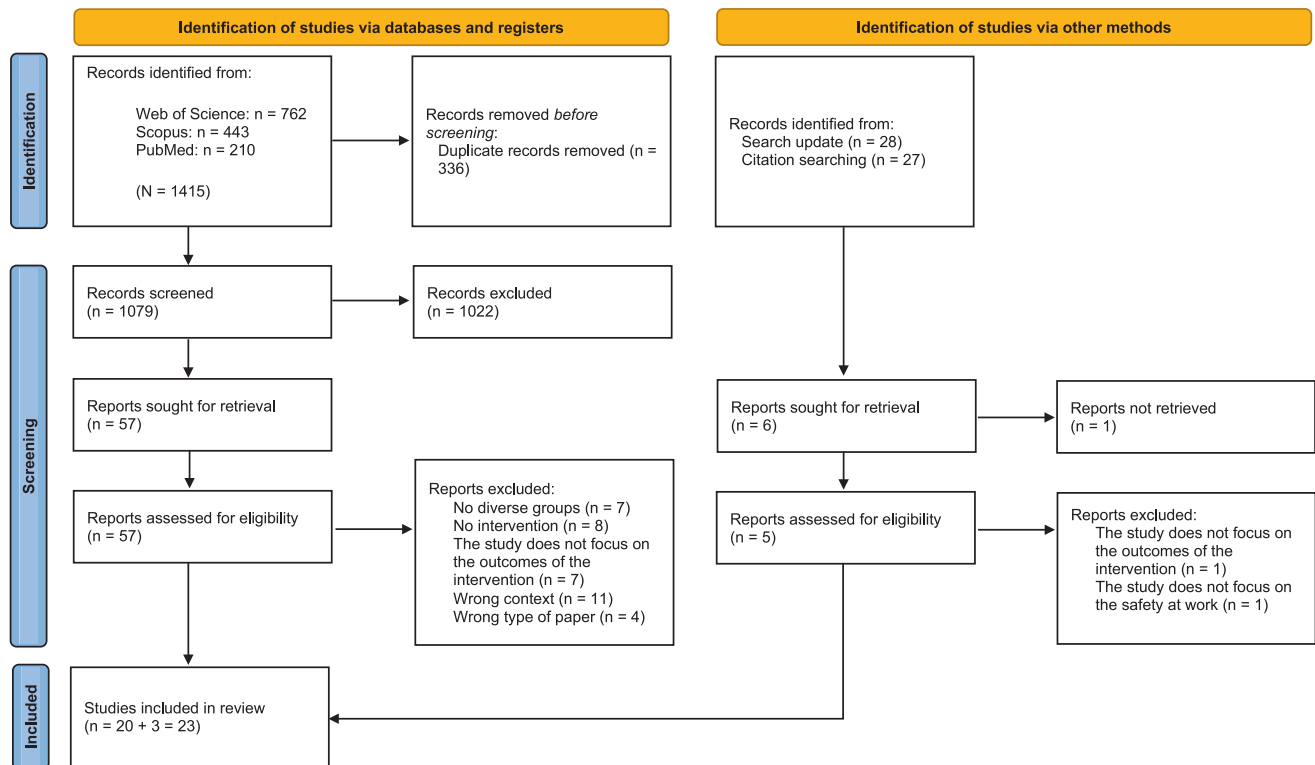 Identification of studies via databases and registers
Identification of studies via other methods
Identification
Records identified from:
Web of Science: n = 762
Scopus: n = 443
PubMed: n = 210
(N = 1415)
Records removed before
screening:
Duplicate records removed (n =
336)
Records identified from:
Search update (n = 28)
Citation searching (n = 27)
Screening
Records screened
(n = 1079)
Records excluded
(n = 1022)
Reports sought for retrieval
(n = 57)
Reports sought for retrieval
(n = 6)
Reports not retrieved
(n = 1)
Reports assessed for eligibility
(n = 57)
Reports excluded:
No diverse groups (n = 7)
No intervention (n = 8)
The study does not focus on
the outcomes of the
intervention (n = 7)
Wrong context (n = 11)
Wrong type of paper (n = 4)
Reports assessed for eligibility
(n = 5)
Reports excluded:
The study does not focus on
the outcomes of the
intervention (n = 1)
The study does not focus on
the safety at work (n = 1)
Included
Studies included in review
(n = 20 + 3 = 23)